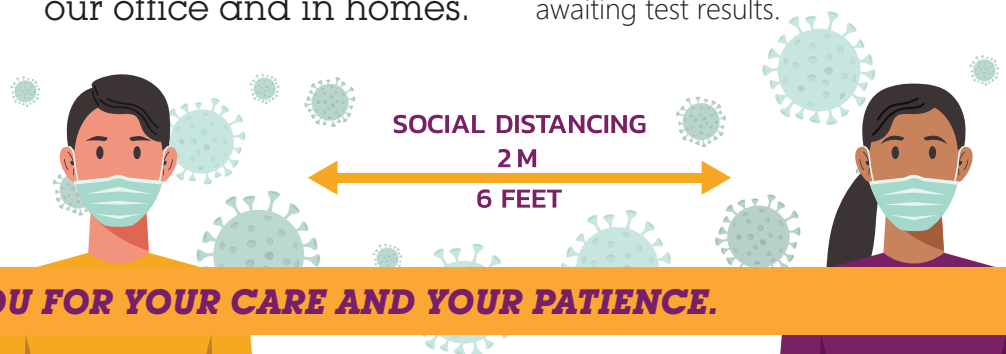 our office and in homes.
awaiting test results.
SOCIAL DISTANCING
2 M
6 FEET
FOR YOUR CARE AND YOUR PATIENCE.